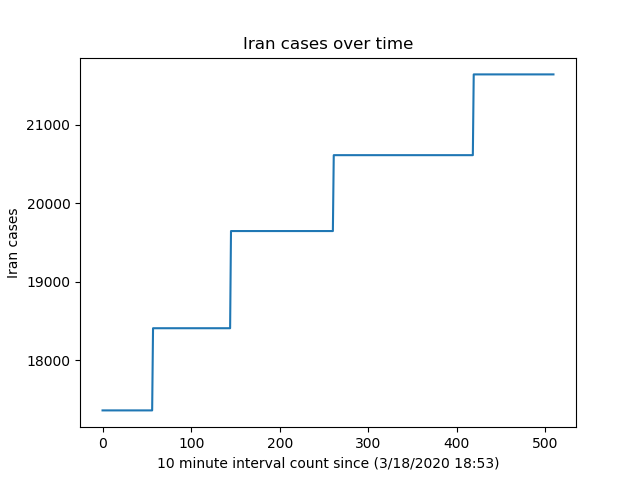 Iran cases over time
21000
20000
19000
18000
Iran cases
0 100 200 300 400 500
10 minute interval count since (3/18/2020 18:53)